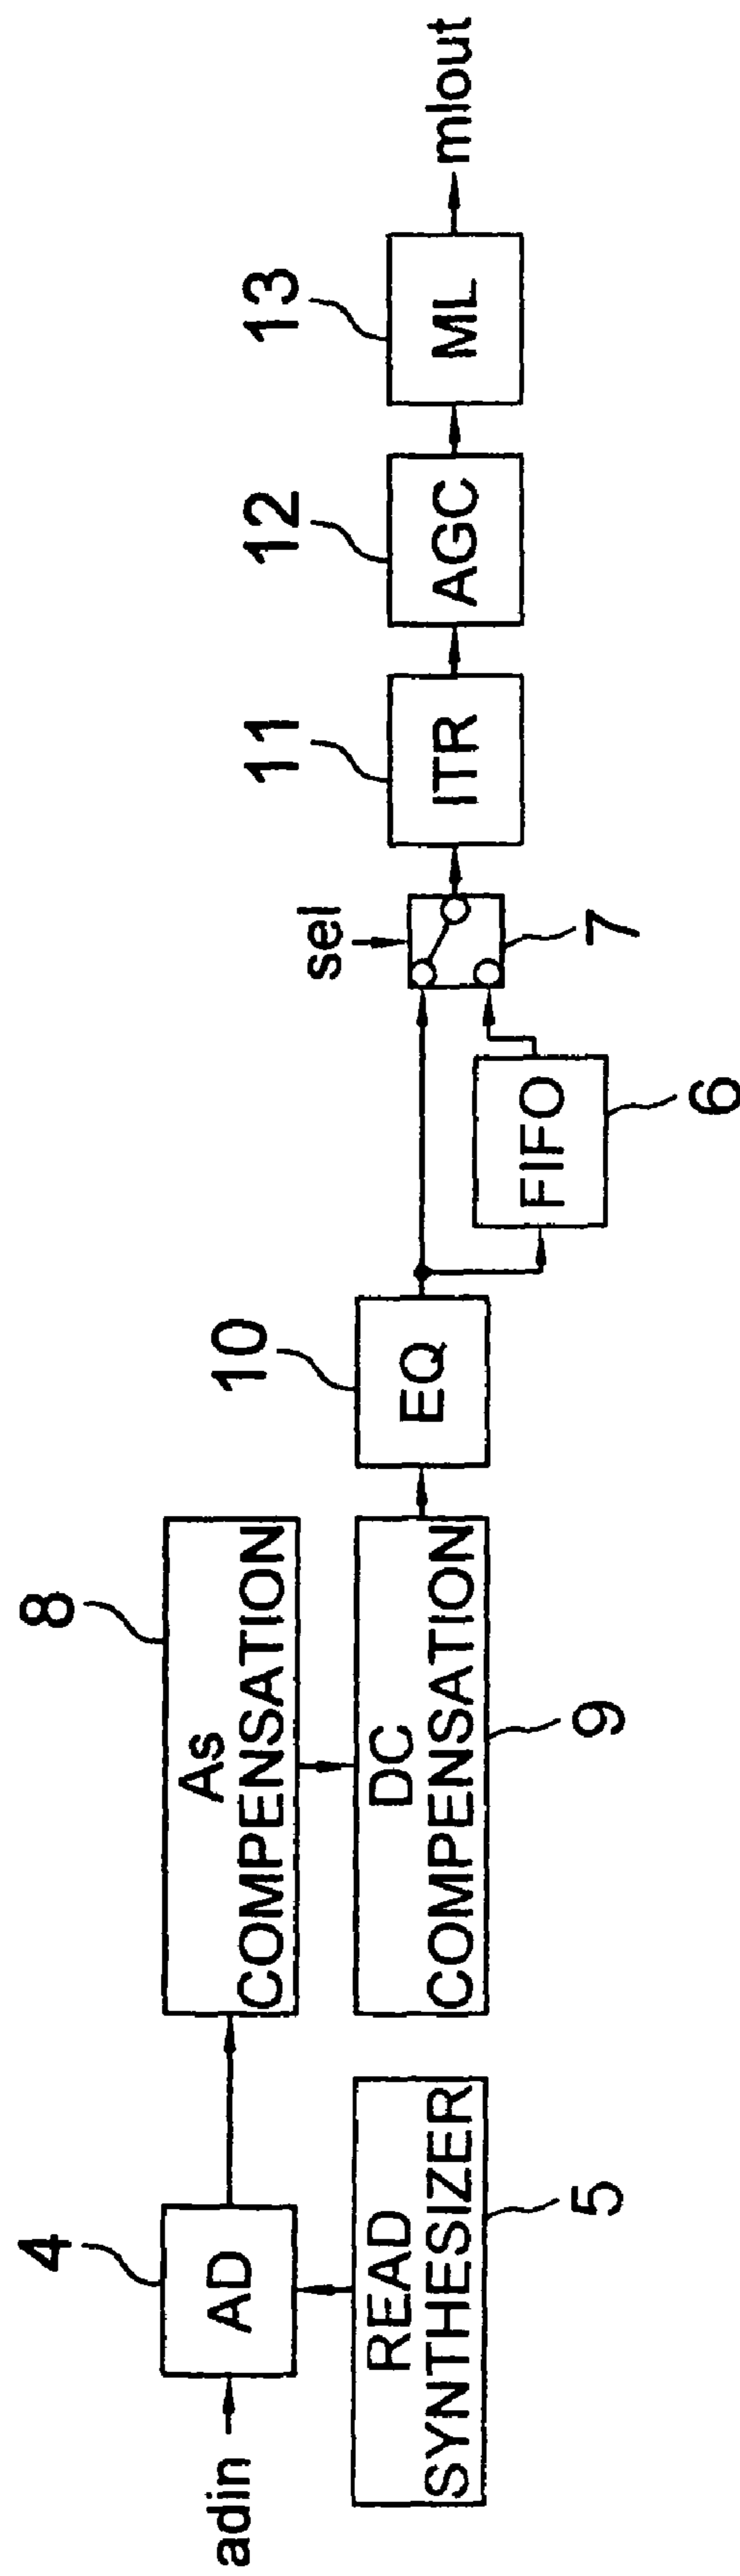 adin
4
AD
READ
SYNTHESIZER
5
8
As
COMPENSATION
DC
COMPENSATION
9
10
EQ
FIFO
6
sel
7
11
ITR
12
AGC
13
ML
mlout